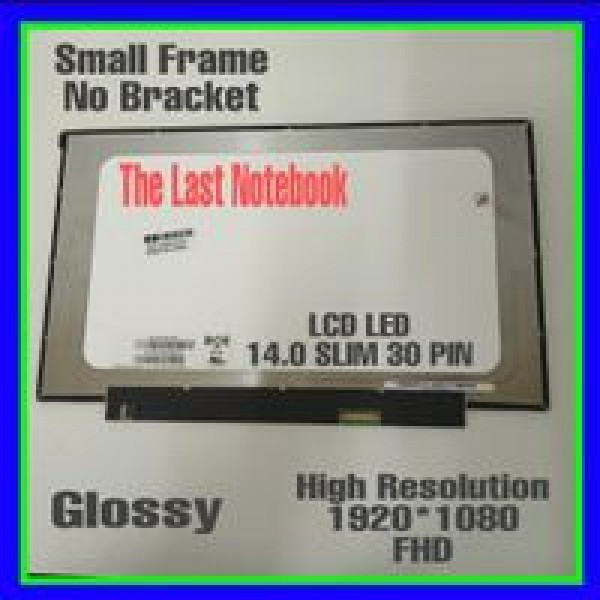 Small Frame
No Bracket
The Last Notebook
LCD LED
14.0 SLIM 30 PIN
Glossy
High Resolution
1920*1080
FHD